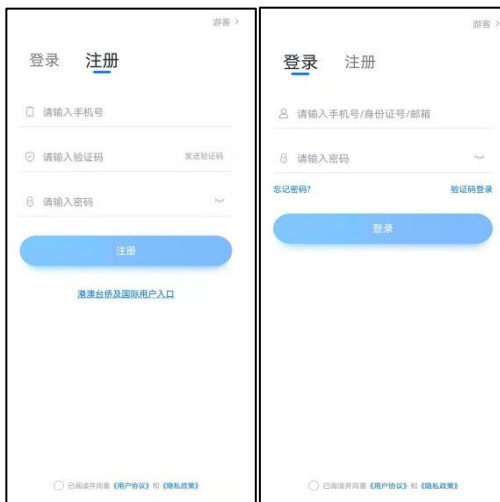 游客 >
登录 注册
请输入手机号
请输入验证码 发送验证码
请输入密码
注册
港澳台侨及国际用户入口
已阅读并同意《用户协议》和《隐私政策》
游客 >
登录 注册
请输入手机号/身份证号/邮箱
请输入密码
忘记密码? 验证码登录
登录
已阅读并同意《用户协议》和《隐私政策》